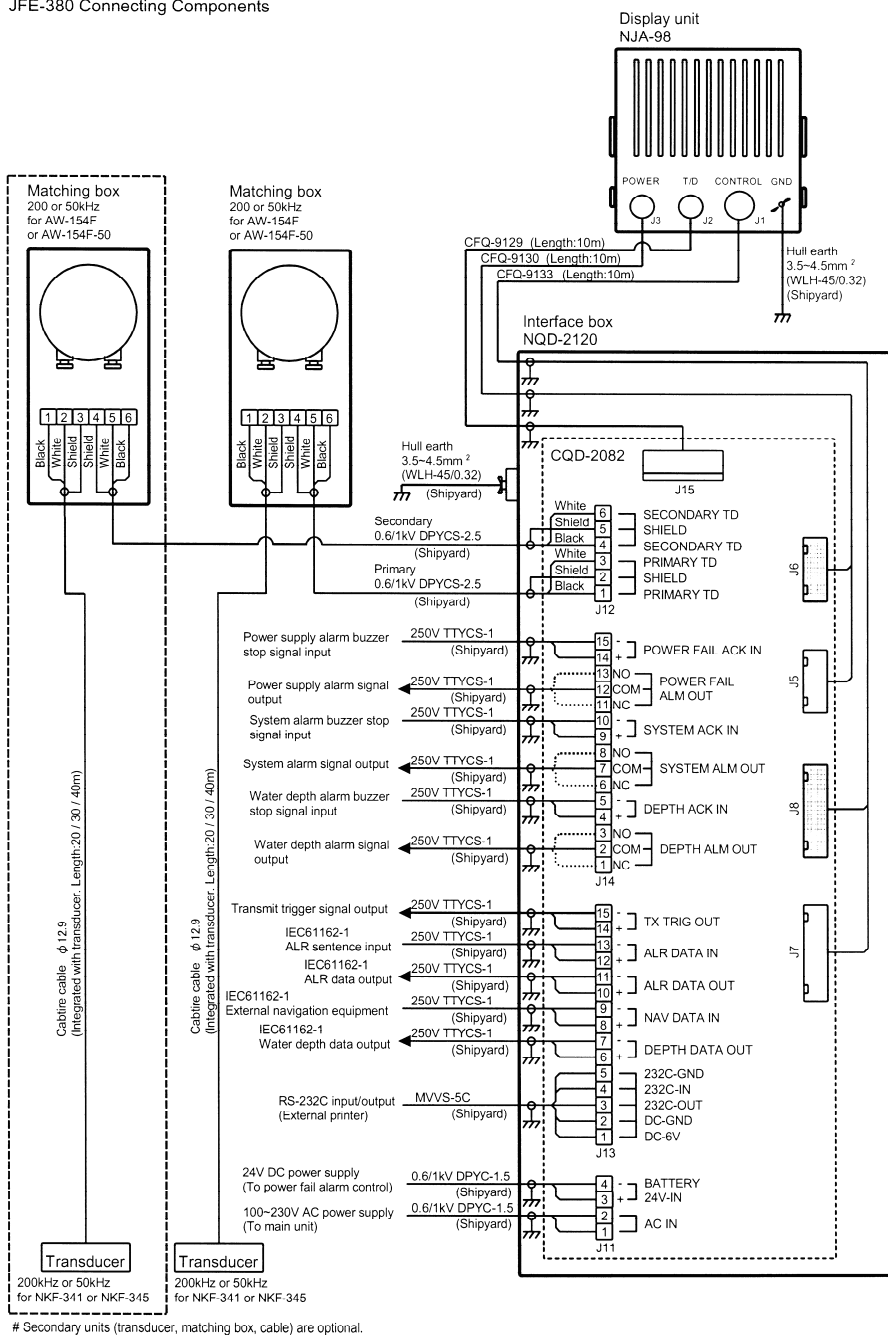 JFE-380 Connecting Components
Display unit
NJA-98
POWER T/D CONTROL GND
J3 J2 J1
Matching box
200 or 50kHz
for AW-154F
or AW-154F-50
Matching box
200 or 50kHz
for AW-154F
or AW-154F-50
CFQ-9129 (Length:10m)
CFQ-9130 (Length:10m)
CFQ-9133 (Length:10m)
Hull earth
3.5~4.5mm 2
(WLH-45/0.32)
(Shipyard)
Interface box
NQD-2120
1 2 3 4 5 6
Black
White
Shield
Shield
White
Black
1 2 3 4 5 6
Black
White
Shield
Shield
White
Black
Hull earth
3.5~4.5mm 2
(WLH-45/0.32)
(Shipyard)
CQD-2082
J15
Secondary
0.6/1kV DPYCS-2.5
(Shipyard)
Primary
0.6/1kV DPYCS-2.5
(Shipyard)
White 6 SECONDARY TD
Shield 5 SHIELD
Black 4 SECONDARY TD
White 3 PRIMARY TD
Shield 2 SHIELD
Black 1 PRIMARY TD
J12
J6
J5
J8
J7
Power supply alarm buzzer
stop signal input
250V TTYCS-1
(Shipyard)
15 -
14 +
POWER FAIL ACK IN
Power supply alarm signal
output
250V TTYCS-1
(Shipyard)
13 NO
12 COM
11 NC
POWER FAIL
ALM OUT
System alarm buzzer stop
signal input
250V TTYCS-1
(Shipyard)
10 -
9 +
SYSTEM ACK IN
System alarm signal output
250V TTYCS-1
(Shipyard)
8 NO
7 COM
6 NC
SYSTEM ALM OUT
Water depth alarm buzzer
stop signal input
250V TTYCS-1
(Shipyard)
5 -
4 +
DEPTH ACK IN
Water depth alarm signal
output
250V TTYCS-1
(Shipyard)
3 NO
2 COM
1 NC
DEPTH ALM OUT
J14
Transmit trigger signal output
250V TTYCS-1
(Shipyard)
15 -
14 +
TX TRIG OUT
IEC61162-1
ALR sentence input
250V TTYCS-1
(Shipyard)
13 -
12 +
ALR DATA IN
IEC61162-1
ALR data output
250V TTYCS-1
(Shipyard)
11 -
10 +
ALR DATA OUT
IEC61162-1
External navigation equipment
250V TTYCS-1
(Shipyard)
9 -
8 +
NAV DATA IN
IEC61162-1
Water depth data output
250V TTYCS-1
(Shipyard)
7 -
6 +
DEPTH DATA OUT
RS-232C input/output
(External printer)
MVVS-5C
(Shipyard)
5 232C-GND
4 232C-IN
3 232C-OUT
2 DC-GND
1 DC-6V
J13
24V DC power supply
(To power fail alarm control)
0.6/1kV DPYC-1.5
(Shipyard)
4 -
3 +
BATTERY
24V-IN
100~230V AC power supply
(To main unit)
0.6/1kV DPYC-1.5
(Shipyard)
2
1
AC IN
J11
Cabtire cable φ12.9
(Integrated with transducer. Length:20 / 30 / 40m)
Cabtire cable φ12.9
(Integrated with transducer. Length:20 / 30 / 40m)
Transducer
200kHz or 50kHz
for NKF-341 or NKF-345
Transducer
200kHz or 50kHz
for NKF-341 or NKF-345
# Secondary units (transducer, matching box, cable) are optional.